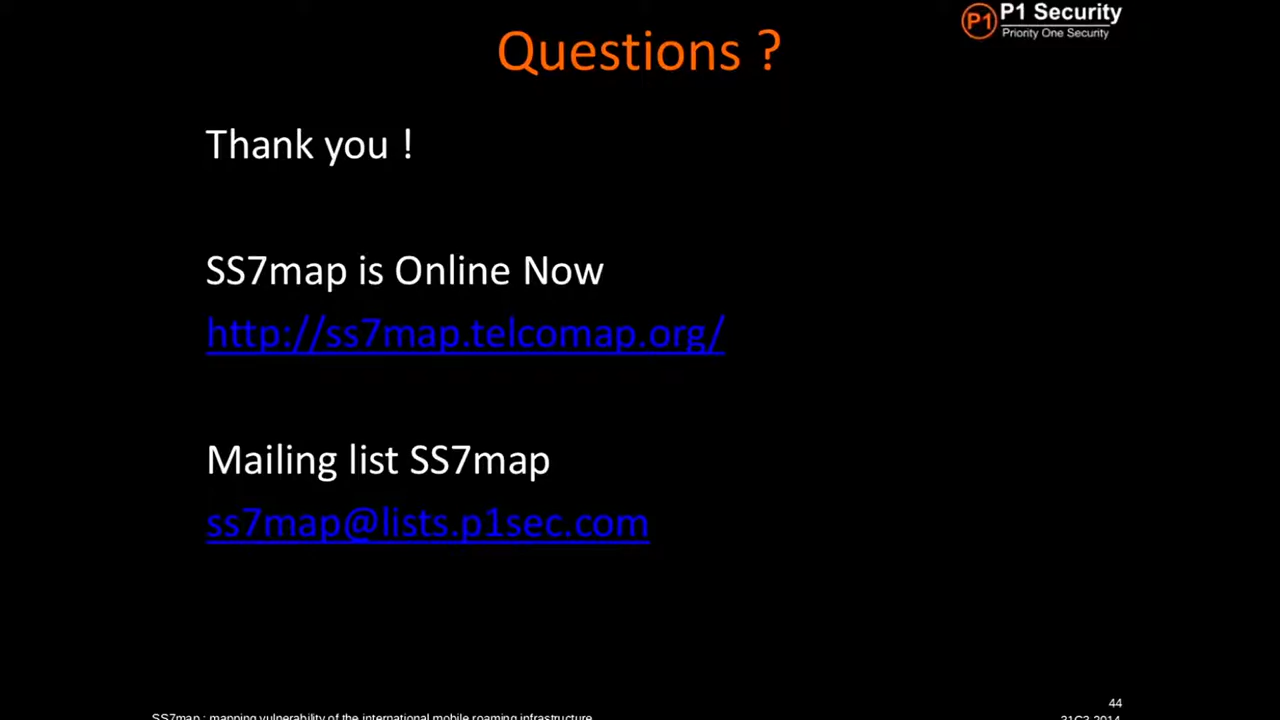 P1 P1 Security
Priority One Security
Questions ?
Thank you !
SS7map is Online Now
http://ss7map.telcomap.org/
Mailing list SS7map
ss7map@lists.p1sec.com
44
SS7map : mapping vulnerability of the international mobile roaming infrastructure
31C3 2014